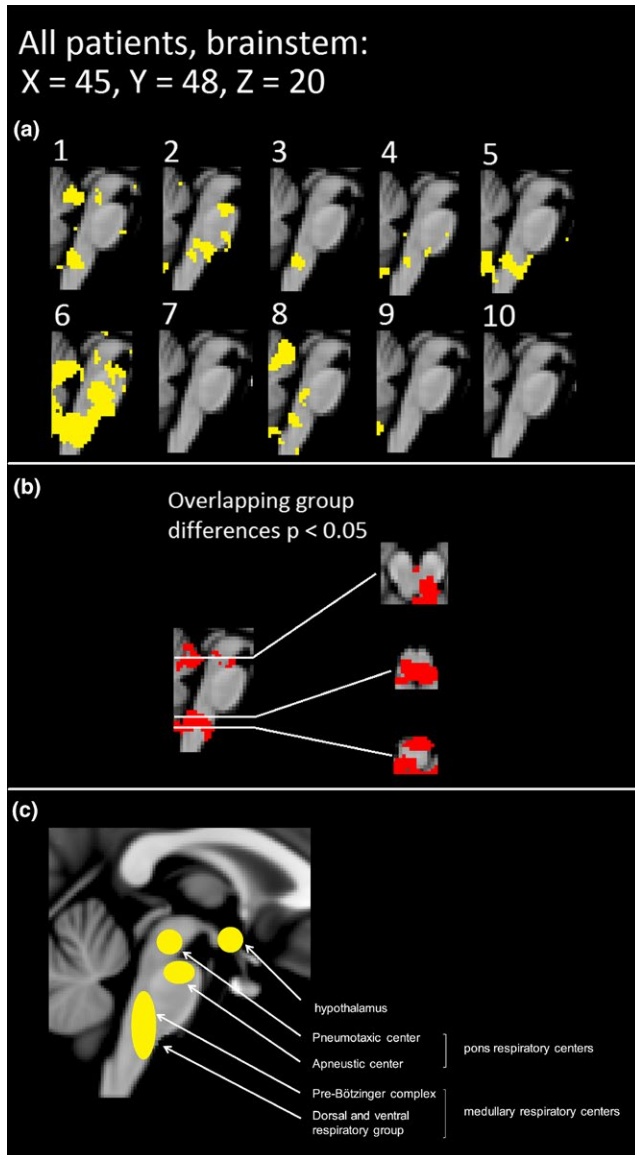 All patients, brainstem:
X = 45, Y = 48, Z = 20
(a)
1 2 3 4 5
6 7 8 9 10
(b)
Overlapping group
differences p < 0.05
(c)
hypothalamus
Pneumotaxic center
Apneustic center
pons respiratory centers
Pre-Bötzinger complex
Dorsal and ventral
respiratory group
medullary respiratory centers